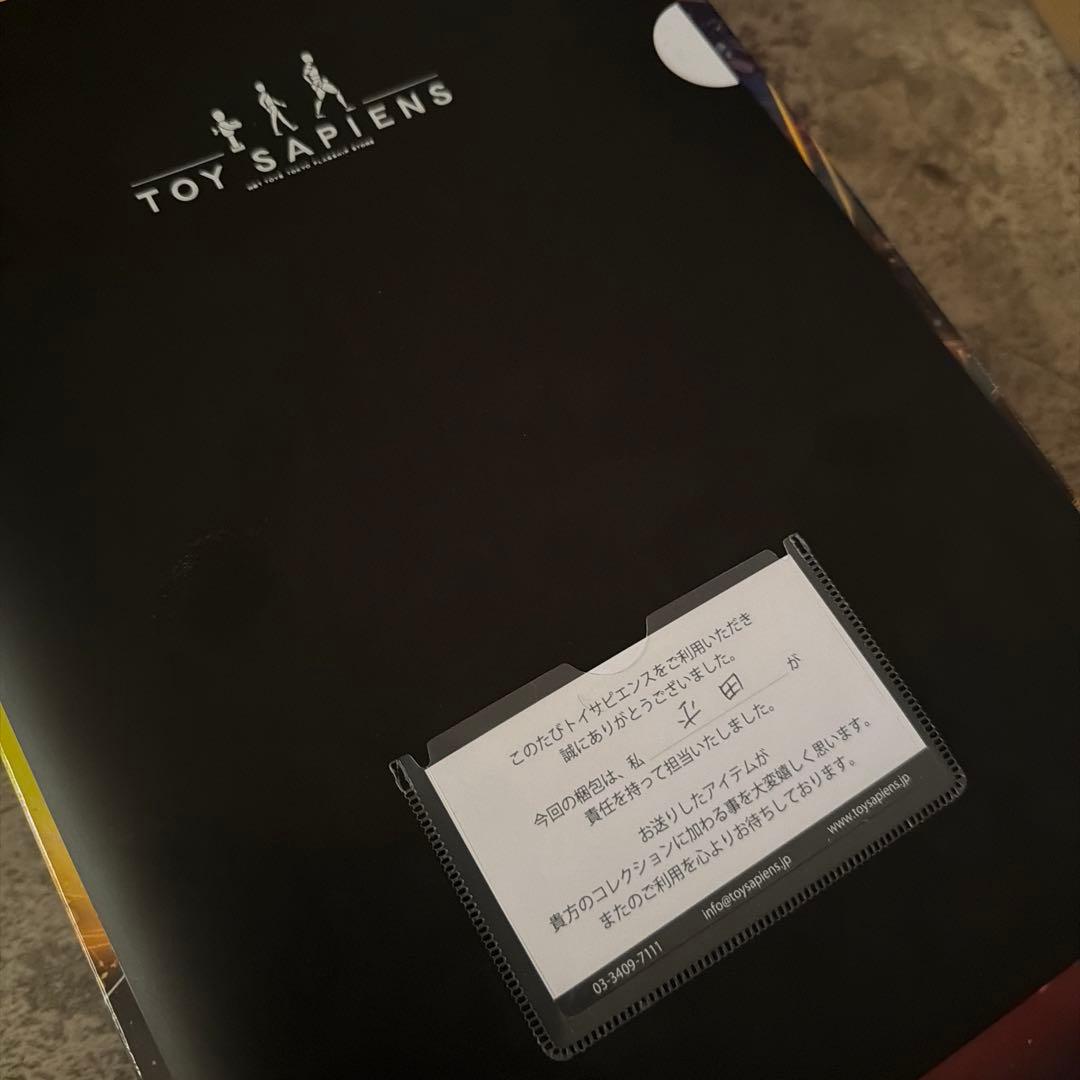 TOY SAPIENS
HOT TOYS TOKYO FLAGSHIP STORE
このたびトイサピエンスをご利用いただき
誠にありがとうございました。
今回の梱包は、私 平田 が
責任を持って担当いたしました。
お送りしたアイテムが
貴方のコレクションに加わる事を大変嬉しく思います。
またのご利用を心よりお待ちしております。
03-3409-7111 info@toysapiens.jp www.toysapiens.jp